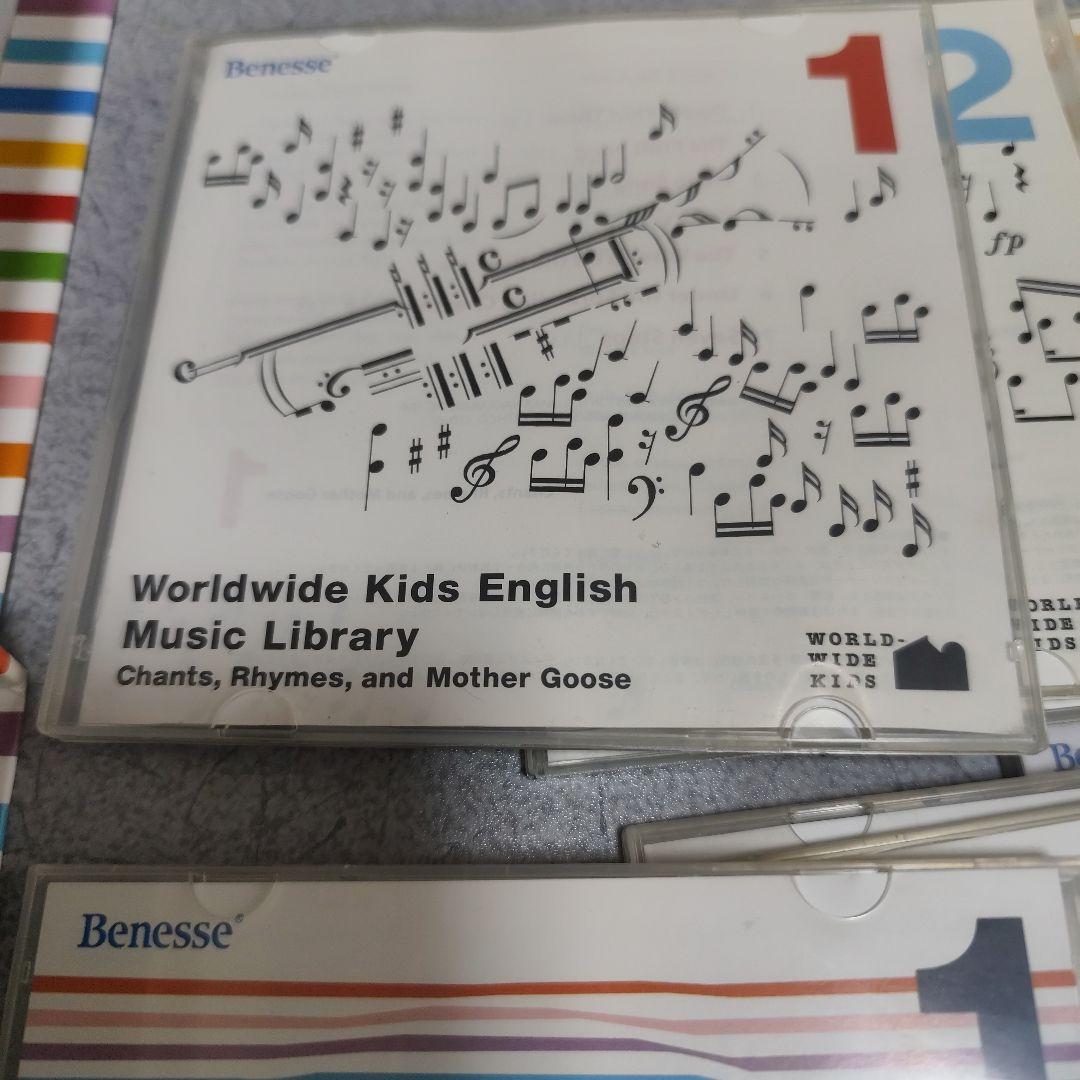 Benesse
1
2
fp
Worldwide Kids English
Music Library
Chants, Rhymes, and Mother Goose
WORLD-
WIDE
KIDS
Benesse®
1